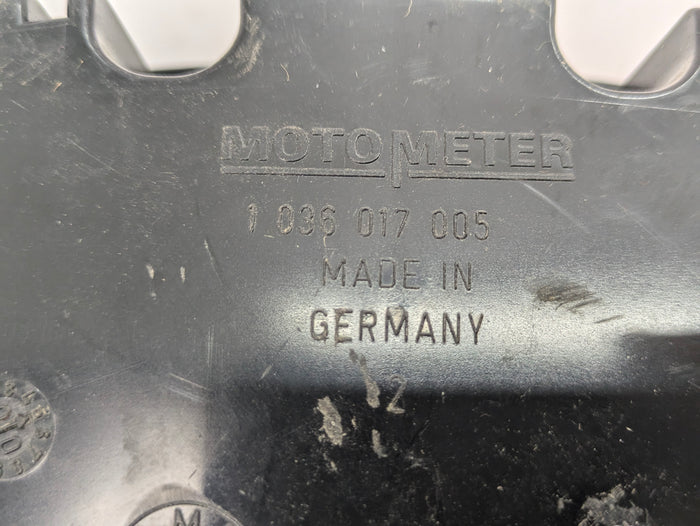 MOTOMETER
1 036 017 005
MADE IN
GERMANY
M